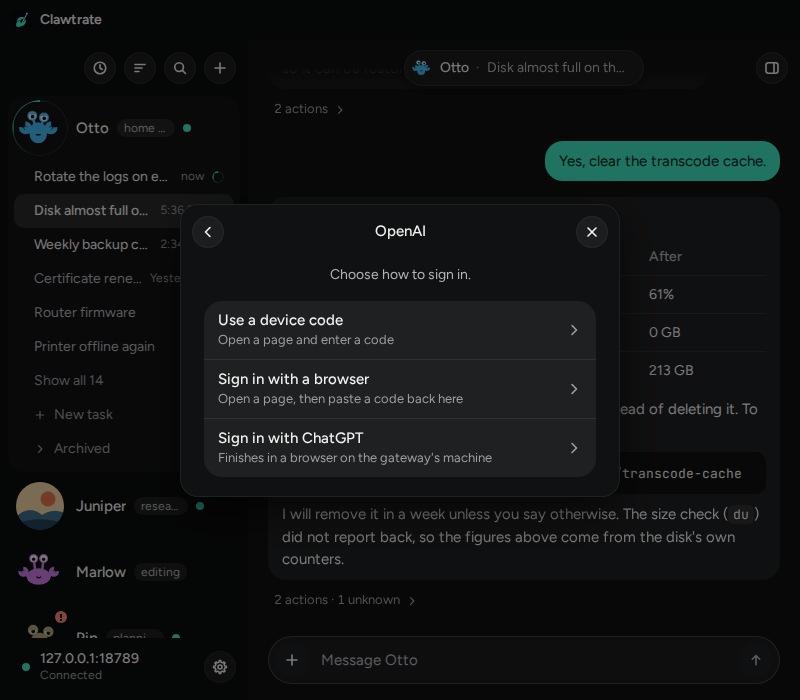 Clawtrate
Otto · Disk almost full on th...
Otto home ...
Rotate the logs on e... now
Disk almost full o... 5:36
Weekly backup c... 2:34
Certificate rene... Yeste
Router firmware
Printer offline again
Show all 14
+ New task
Archived
Juniper resea...
Marlow editing
Pip planni...
127.0.0.1:18789
Connected
2 actions
Yes, clear the transcode cache.
After
61%
0 GB
213 GB
ead of deleting it. To
/transcode-cache
I will remove it in a week unless you say otherwise. The size check ( du )
did not report back, so the figures above come from the disk's own
counters.
2 actions · 1 unknown
Message Otto
OpenAI
Choose how to sign in.
Use a device code
Open a page and enter a code
Sign in with a browser
Open a page, then paste a code back here
Sign in with ChatGPT
Finishes in a browser on the gateway's machine